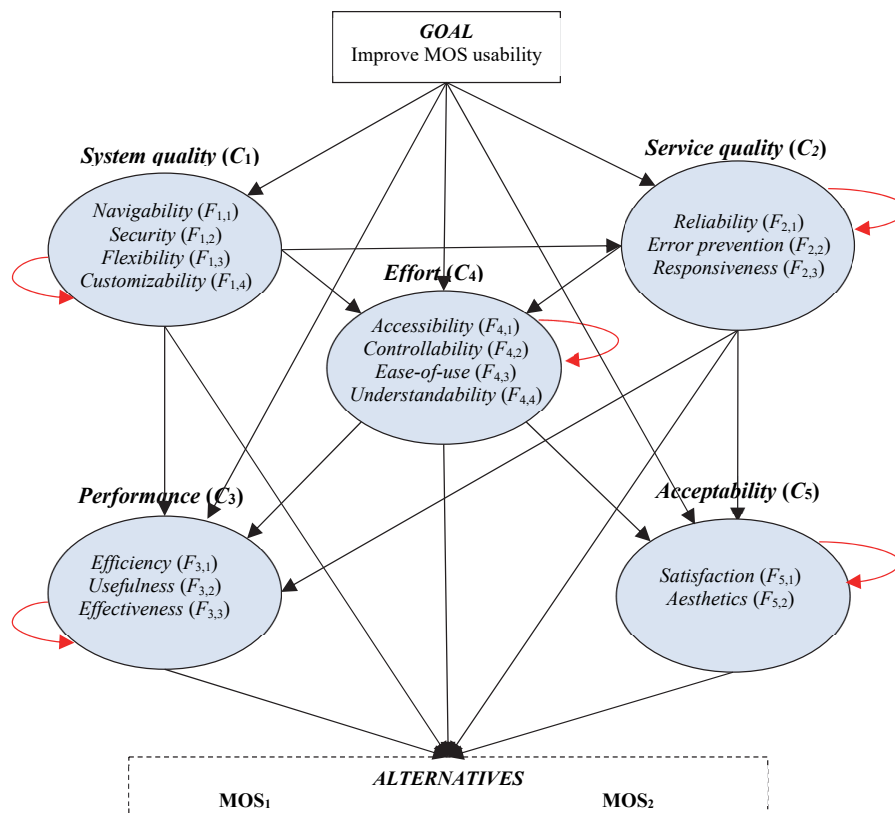 GOAL
Improve MOS usability
System quality (C1)
Service quality (C2)
Navigability (F1,1)
Security (F1,2)
Flexibility (F1,3)
Customizability (F1,4)
Reliability (F2,1)
Error prevention (F2,2)
Responsiveness (F2,3)
Effort (C4)
Accessibility (F4,1)
Controllability (F4,2)
Ease-of-use (F4,3)
Understandability (F4,4)
Performance (C3)
Acceptability (C5)
Efficiency (F3,1)
Usefulness (F3,2)
Effectiveness (F3,3)
Satisfaction (F5,1)
Aesthetics (F5,2)
ALTERNATIVES
MOS1
MOS2